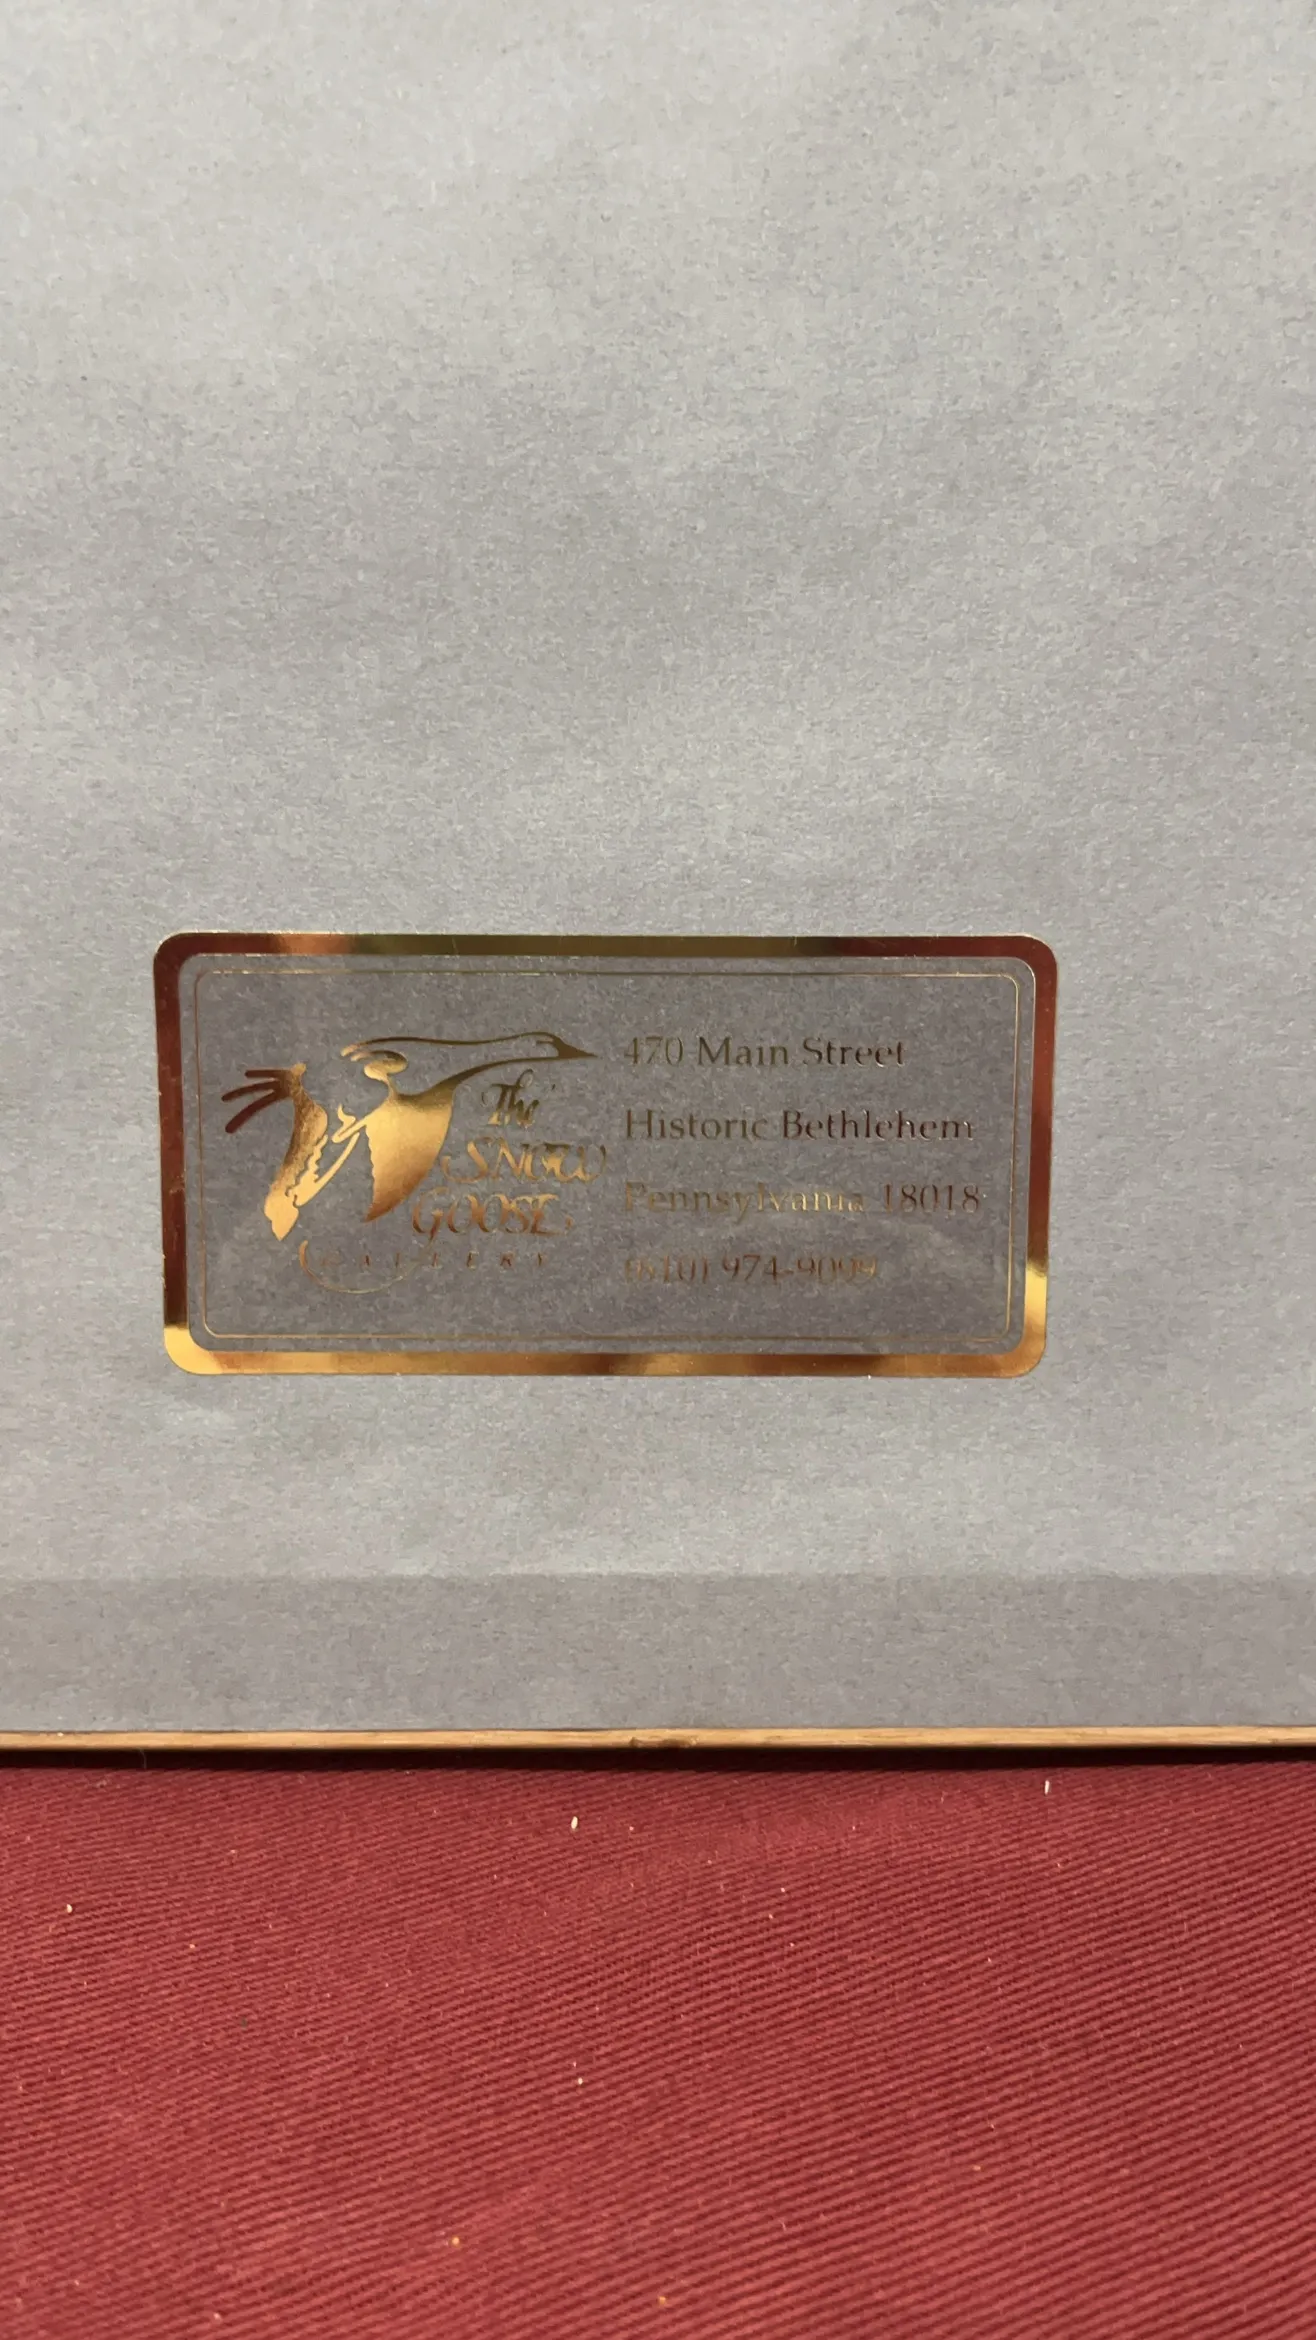 The
SNOW
GOOSE
GALLERY
470 Main Street
Historic Bethlehem
Pennsylvania 18018
(610) 974-9099